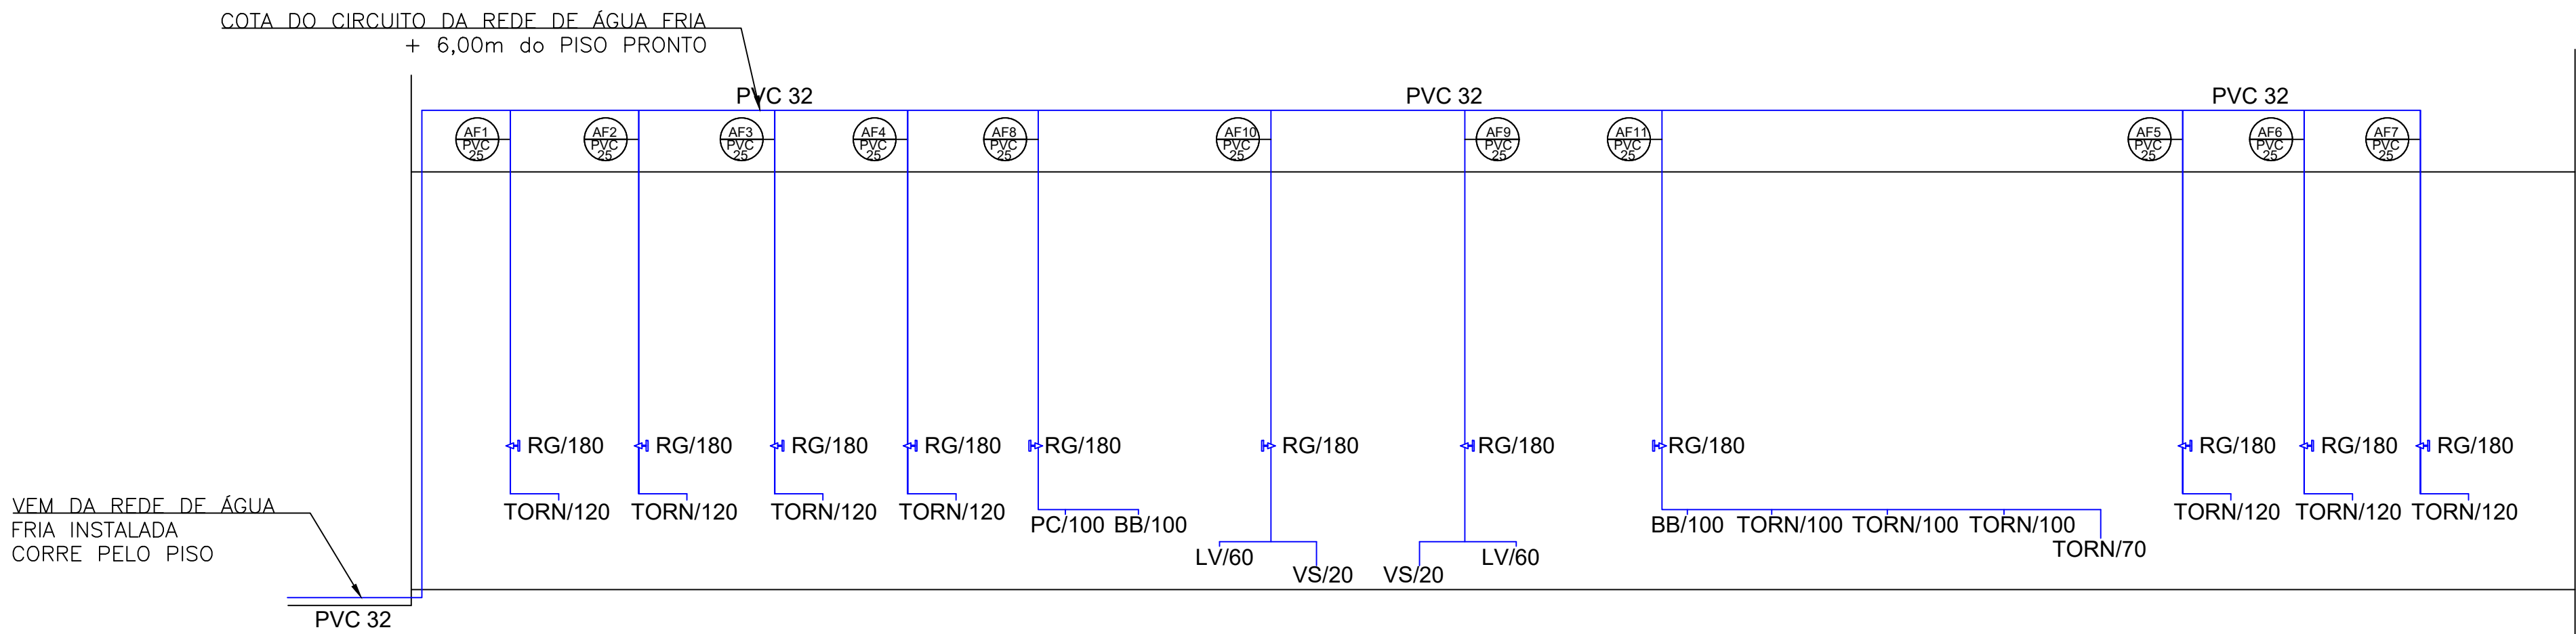 COTA DO CIRCUITO DA REDE DE ÁGUA FRIA
+ 6,00m do PISO PRONTO
PVC 32
PVC 32
PVC 32
AF1
PVC
25
AF2
PVC
25
AF3
PVC
25
AF4
PVC
25
AF8
PVC
25
AF10
PVC
25
AF9
PVC
25
AF11
PVC
25
AF5
PVC
25
AF6
PVC
25
AF7
PVC
25
RG/180
RG/180
RG/180
RG/180
RG/180
RG/180
RG/180
RG/180
RG/180
RG/180
RG/180
TORN/120
TORN/120
TORN/120
TORN/120
PC/100
BB/100
LV/60
VS/20
VS/20
LV/60
BB/100
TORN/100
TORN/100
TORN/100
TORN/70
TORN/120
TORN/120
TORN/120
VEM DA REDE DE ÁGUA
FRIA INSTALADA
CORRE PELO PISO
PVC 32